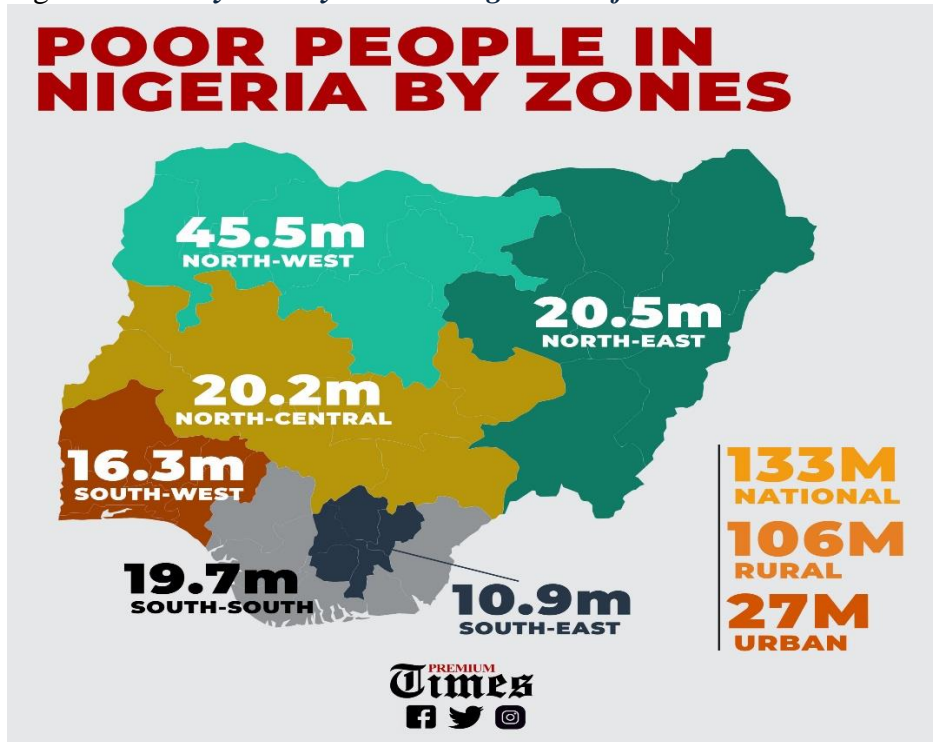 POOR PEOPLE IN
NIGERIA BY ZONES
45.5m
NORTH-WEST
20.5m
NORTH-EAST
20.2m
NORTH-CENTRAL
16.3m
SOUTH-WEST
19.7m
SOUTH-SOUTH
10.9m
SOUTH-EAST
133M
NATIONAL
106M
RURAL
27M
URBAN
PREMIUM
Times